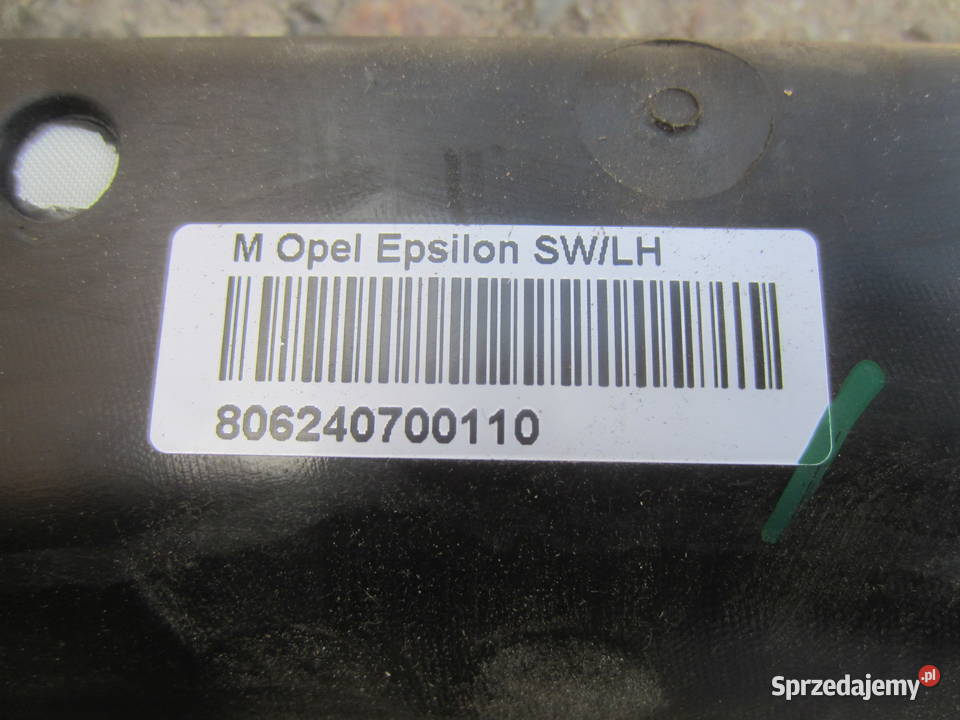 M Opel Epsilon SW/LH
806240700110
Sprzedajemy.pl